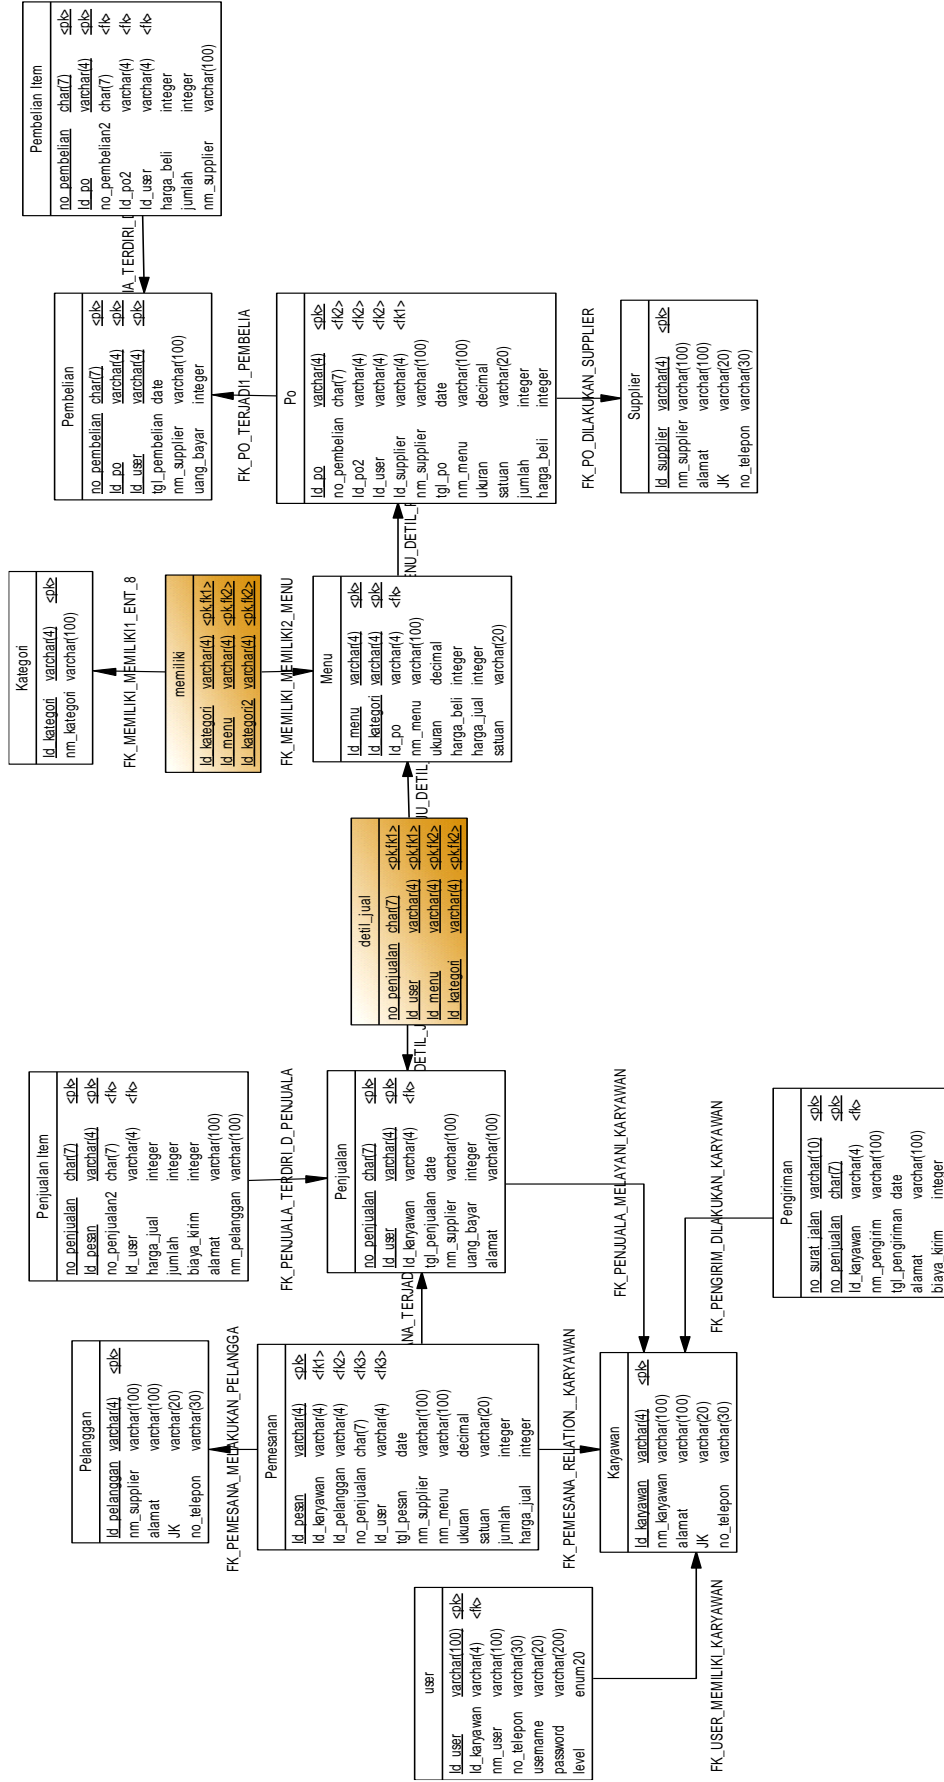 Pelanggan
Id_pelanggan varchar(4) <pk>
nm_supplier varchar(100)
alamat varchar(100)
JK varchar(20)
no_telepon varchar(30)
Penjualan Item
no_penjualan char(7) <pk>
Id_pesan varchar(4) <pk>
no_penjualan2 char(7) <fk>
Id_user varchar(4) <fk>
harga_jual integer
jumlah integer
biaya_kirim integer
alamat varchar(100)
nm_pelanggan varchar(100)
Kategori
Id_kategori varchar(4) <pk>
nm_kategori varchar(100)
Pembelian
no_pembelian char(7) <pk>
Id_po varchar(4) <pk>
Id_user varchar(4) <pk>
tgl_pembelian date
nm_supplier varchar(100)
uang_bayar integer
Pembelian Item
no_pembelian char(7) <pk>
Id_po varchar(4) <pk>
no_pembelian2 char(7) <fk>
Id_po2 varchar(4) <fk>
Id_user varchar(4) <fk>
harga_beli integer
jumlah integer
nm_supplier varchar(100)
FK_MEMILIKI_MEMILIKI1_ENT_8
IA_TERDIRI_D
memiliki
Id_kategori varchar(4) <pk,fk1>
Id_menu varchar(4) <pk,fk2>
Id_kategori2 varchar(4) <pk,fk2>
FK_PEMESANA_MELAKUKAN_PELANGGA
FK_PENJUALA_TERDIRI_D_PENJUALA
FK_MEMILIKI_MEMILIKI2_MENU
FK_PO_TERJADI1_PEMBELIA
Pemesanan
Id_pesan varchar(4) <pk>
Id_karyawan varchar(4) <fk1>
Id_pelanggan varchar(4) <fk2>
no_penjualan char(7) <fk3>
Id_user varchar(4) <fk3>
tgl_pesan date
nm_supplier varchar(100)
nm_menu varchar(100)
ukuran decimal
satuan varchar(20)
jumlah integer
harga_jual integer
ANA_TERJAD
Penjualan
no_penjualan char(7) <pk>
Id_user varchar(4) <pk>
Id_karyawan varchar(4) <fk>
tgl_penjualan date
nm_supplier varchar(100)
uang_bayar integer
alamat varchar(100)
DETIL_J
detil_jual
no_penjualan char(7) <pk,fk1>
Id_user varchar(4) <pk,fk1>
Id_menu varchar(4) <pk,fk2>
Id_kategori varchar(4) <pk,fk2>
JU_DETIL_
Menu
Id_menu varchar(4) <pk>
Id_kategori varchar(4) <pk>
Id_po varchar(4) <fk>
nm_menu varchar(100)
ukuran decimal
harga_beli integer
harga_jual integer
satuan varchar(20)
ENU_DETIL_P
Po
Id_po varchar(4) <pk>
no_pembelian char(7) <fk2>
Id_po2 varchar(4) <fk2>
Id_user varchar(4) <fk2>
Id_supplier varchar(4) <fk1>
nm_supplier varchar(100)
tgl_po date
nm_menu varchar(100)
ukuran decimal
satuan varchar(20)
jumlah integer
harga_beli integer
user
Id_user varchar(100) <pk>
Id_karyawan varchar(4) <fk>
nm_user varchar(100)
no_telepon varchar(30)
username varchar(20)
password varchar(200)
level enum20
FK_PEMESANA_RELATION__KARYAWAN
FK_PENJUALA_MELAYANI_KARYAWAN
FK_PO_DILAKUKAN_SUPPLIER
Karyawan
Id_karyawan varchar(4) <pk>
nm_karyawan varchar(100)
alamat varchar(100)
JK varchar(20)
no_telepon varchar(30)
Supplier
Id_supplier varchar(4) <pk>
nm_supplier varchar(100)
alamat varchar(100)
JK varchar(20)
no_telepon varchar(30)
FK_USER_MEMILIKI_KARYAWAN
FK_PENGIRIM_DILAKUKAN_KARYAWAN
Pengiriman
no_surat_jalan varchar(10) <pk>
no_penjualan char(7) <pk>
Id_karyawan varchar(4) <fk>
nm_pengirim varchar(100)
tgl_pengiriman date
alamat varchar(100)
biaya_kirim integer